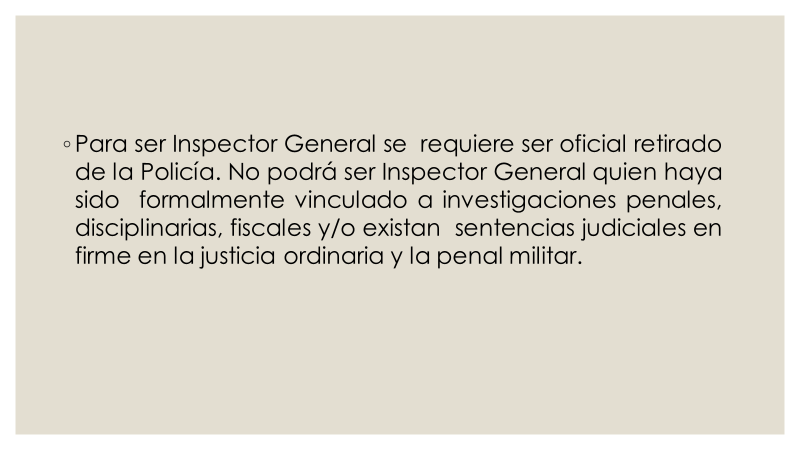 ◦Para ser Inspector General se  requiere ser oficial retirado
de la Policía. No podrá ser Inspector General quien haya
sido  formalmente vinculado a investigaciones penales,
disciplinarias, fiscales y/o existan  sentencias judiciales en
firme en la justicia ordinaria y la penal militar.